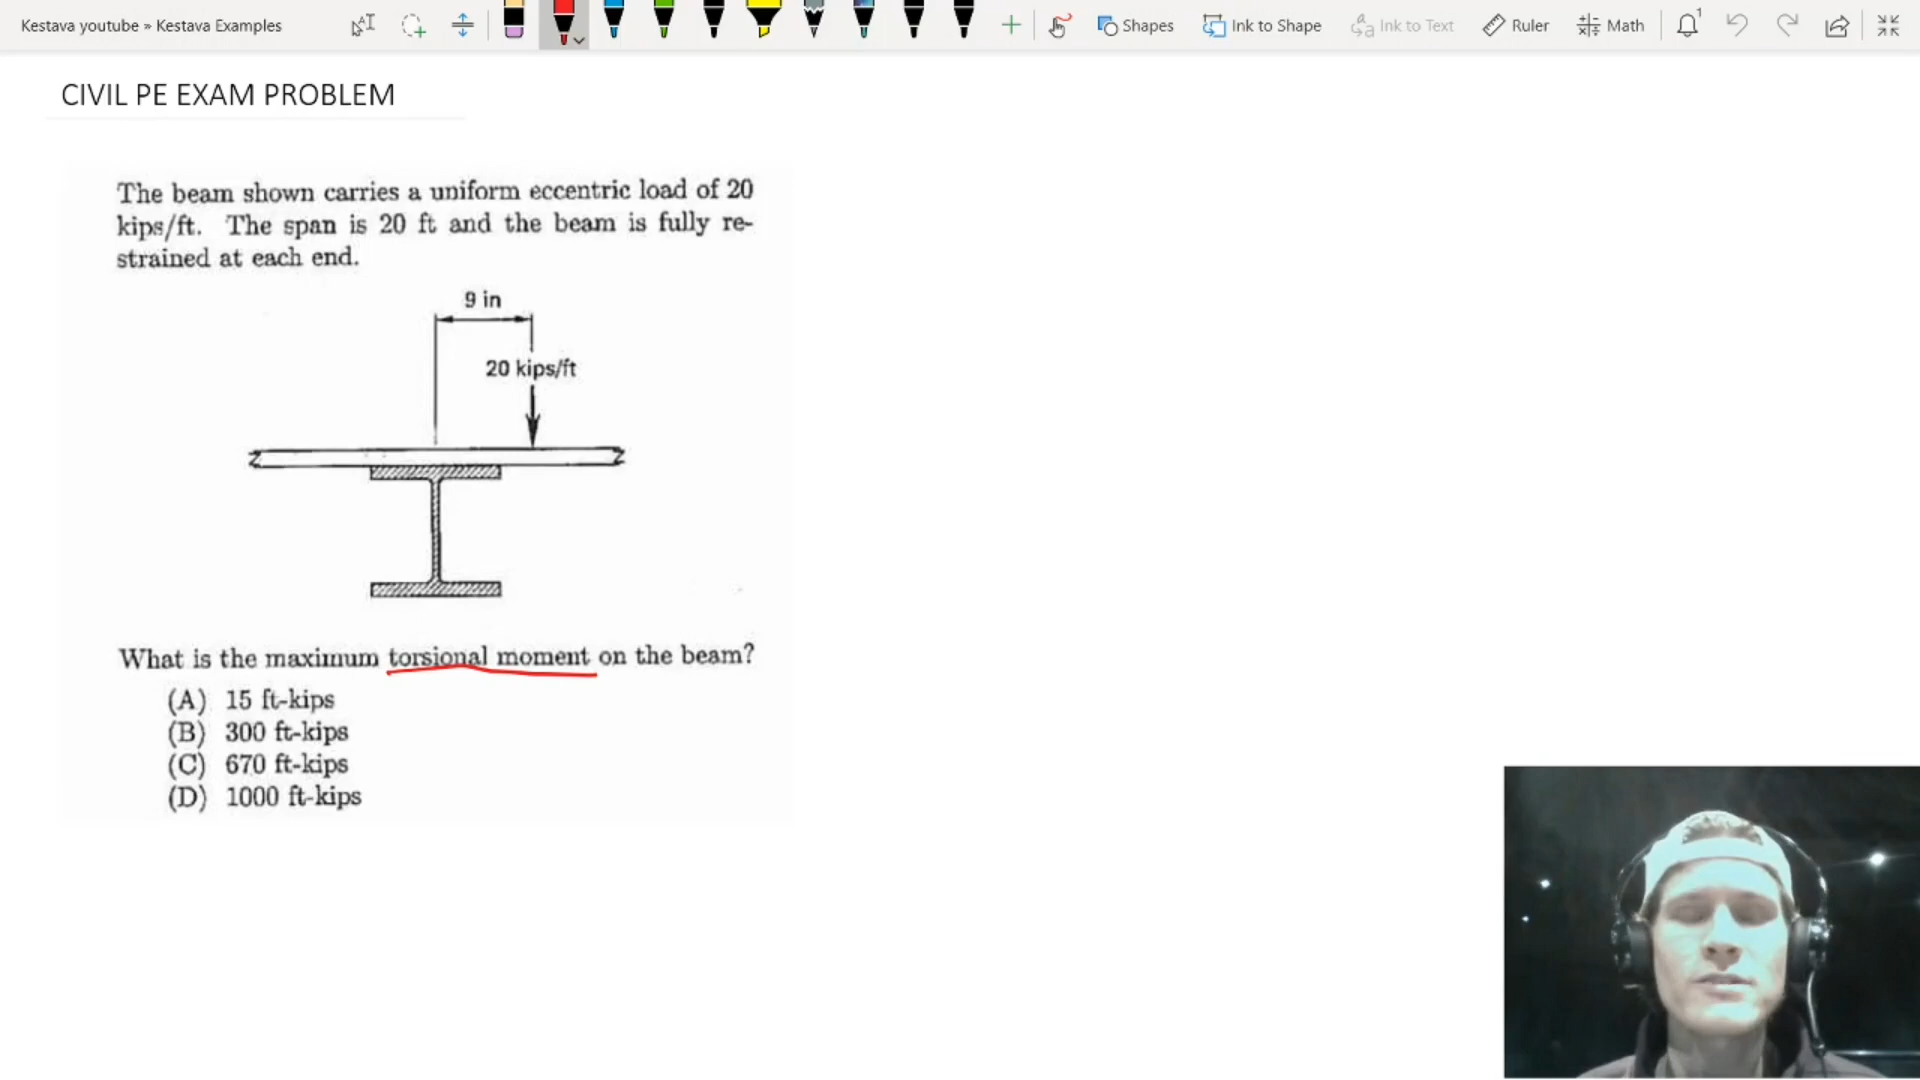 Kestava youtube » Kestava Examples
Shapes
Ink to Shape
Ink to Text
Ruler
Math
1
CIVIL PE EXAM PROBLEM
The beam shown carries a uniform eccentric load of 20
kips/ft. The span is 20 ft and the beam is fully re-
strained at each end.
9 in
20 kips/ft
What is the maximum torsional moment on the beam?
(A) 15 ft-kips
(B) 300 ft-kips
(C) 670 ft-kips
(D) 1000 ft-kips